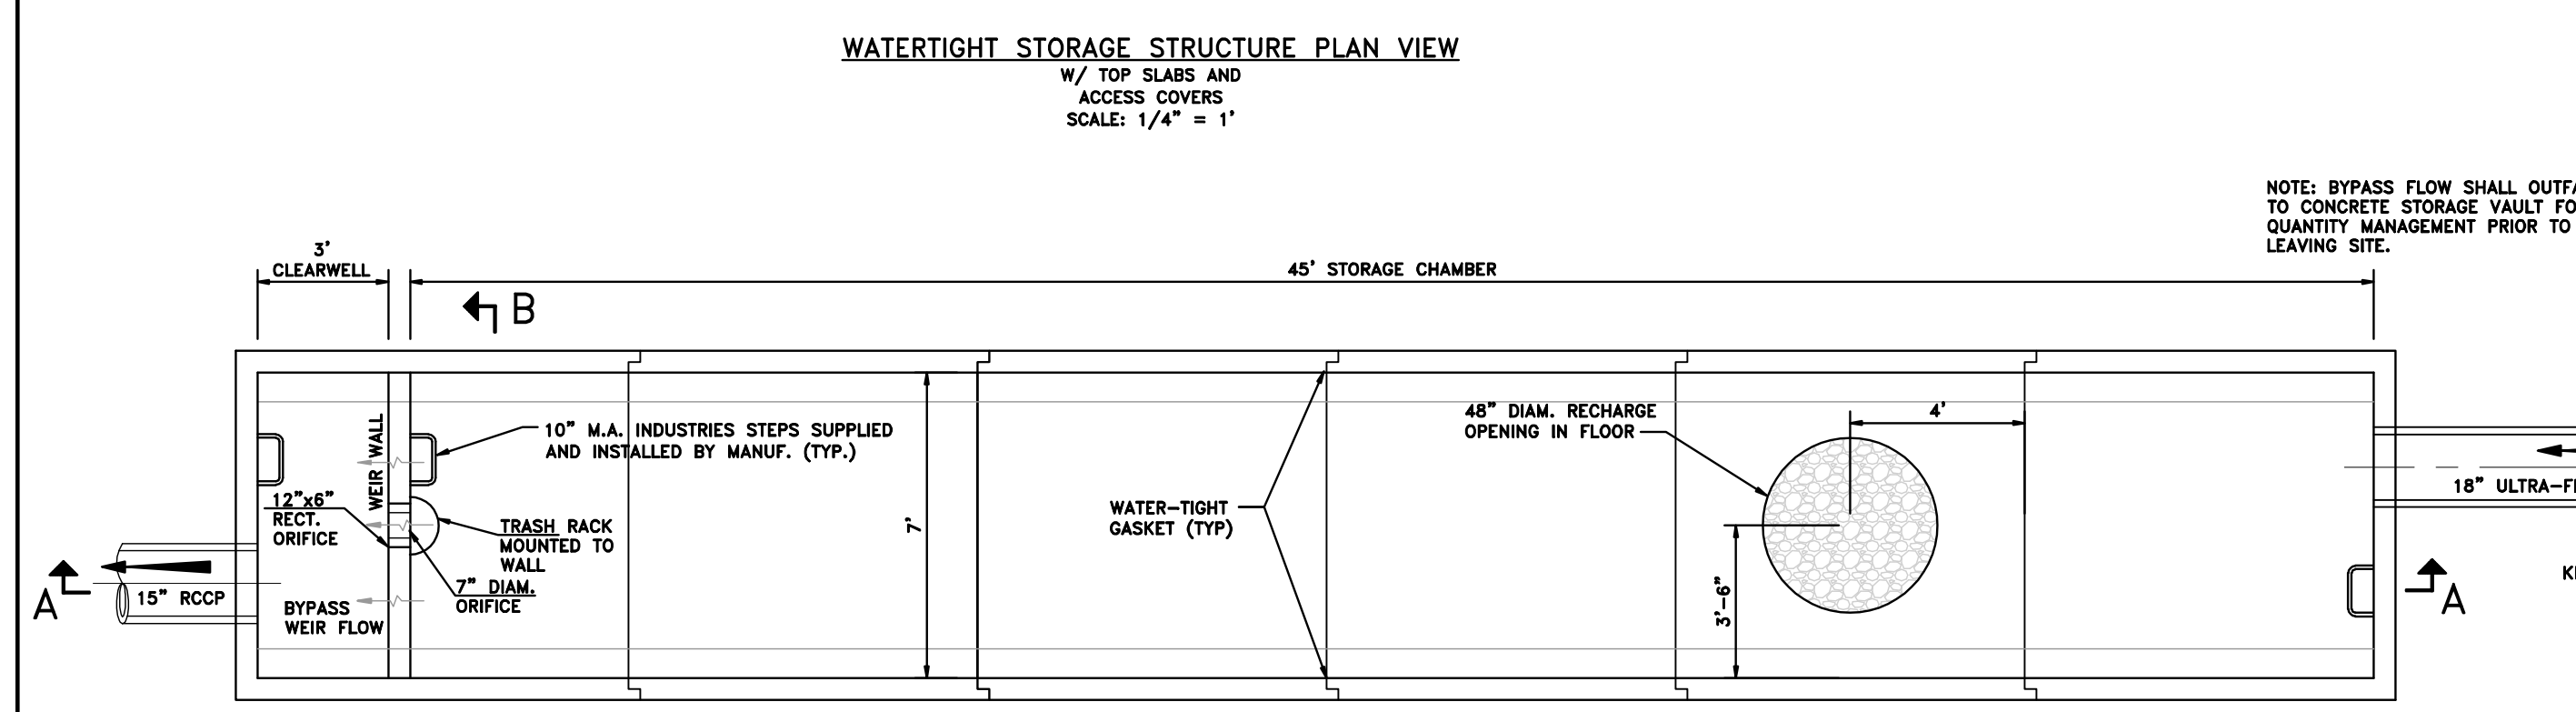 WATERTIGHT STORAGE STRUCTURE PLAN VIEW
W/ TOP SLABS AND
ACCESS COVERS
SCALE: 1/4" = 1'
NOTE: BYPASS FLOW SHALL
TO CONCRETE STORAGE VAULT
QUANTITY MANAGEMENT PRIOR TO
LEAVING SITE.
3'
CLEARWELL
45' STORAGE CHAMBER
B
WEIR WALL
10" M.A. INDUSTRIES STEPS SUPPLIED
AND INSTALLED BY MANUF. (TYP.)
48" DIAM. RECHARGE
OPENING IN FLOOR
4'
12"x6"
RECT.
ORIFICE
TRASH RACK
MOUNTED TO
WALL
7'
WATER-TIGHT
GASKET (TYP)
18"
7" DIAM.
ORIFICE
3'-6"
A
15" RCCP
BYPASS
WEIR FLOW
A